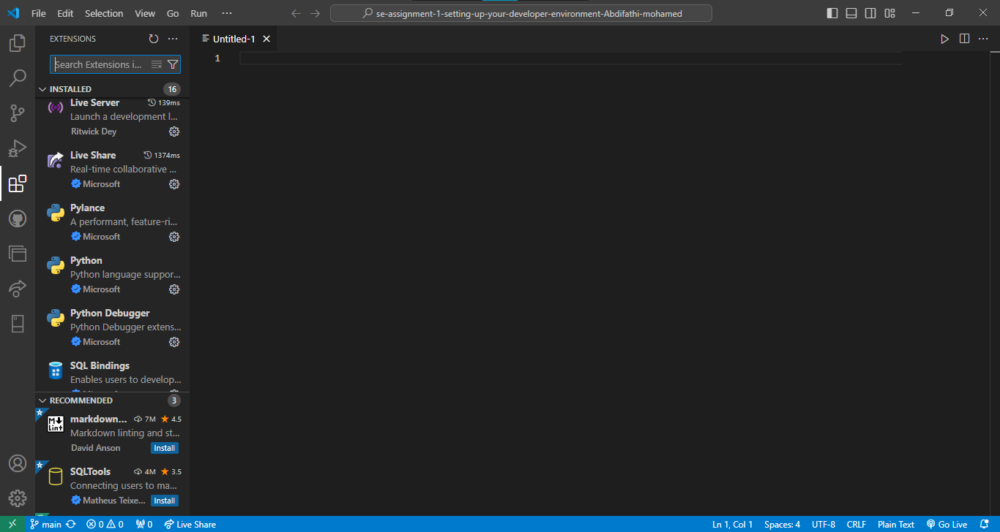 File Edit Selection View Go Run ···
se-assignment-1-setting-up-your-developer-environment-Abdifathi-mohamed
EXTENSIONS
Search Extensions i...
INSTALLED 16
Live Server 139ms
Launch a development l...
Ritwick Dey
Live Share 1374ms
Real-time collaborative ...
Microsoft
Pylance
A performant, feature-ri...
Microsoft
Python
Python language suppor...
Microsoft
Python Debugger
Python Debugger extens...
Microsoft
SQL Bindings
Enables users to develop...
RECOMMENDED 3
markdown... 7M 4.5
Markdown linting and st...
David Anson Install
SQLTools 4M 3.5
Connecting users to ma...
Matheus Teixe... Install
Untitled-1
1
main 0 0 0 Live Share
Ln 1, Col 1 Spaces: 4 UTF-8 CRLF Plain Text Go Live